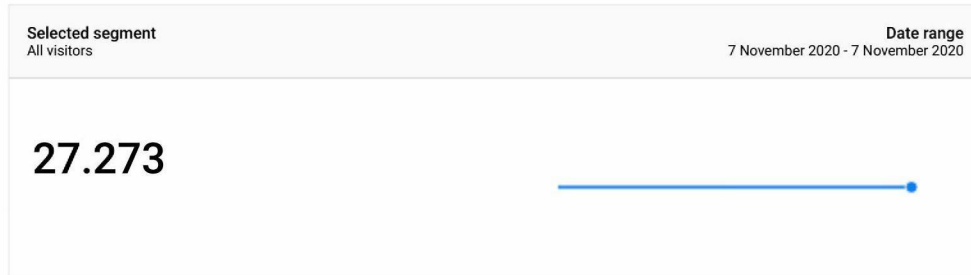 Selected segment
All visitors
Date range
7 November 2020 - 7 November 2020
27.273